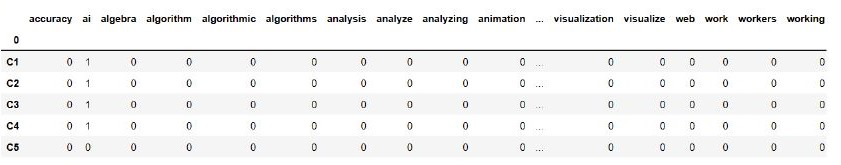 accuracy ai algebra algorithm algorithmic algorithms analysis analyze analyzing animation ... visualization visualize web work workers working
0
C1 0 1 0 0 0 0 0 0 0 0 ... 0 0 0 0 0 0
C2 0 1 0 0 0 0 0 0 0 0 ... 0 0 0 0 0 0
C3 0 1 0 0 0 0 0 0 0 0 ... 0 0 0 0 0 0
C4 0 1 0 0 0 0 0 0 0 0 ... 0 0 0 0 0 0
C5 0 0 0 0 0 0 0 0 0 0 ... 0 0 0 0 0 0